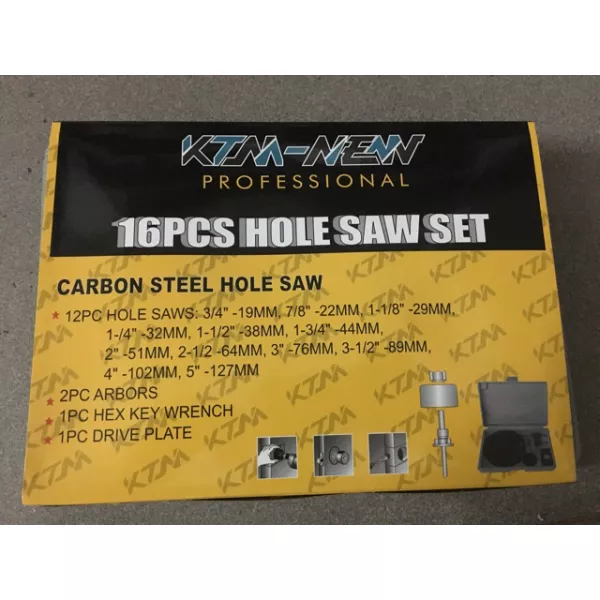 KTM-NEW
PROFESSIONAL
16PCS HOLE SAW SET
CARBON STEEL HOLE SAW
* 12PC HOLE SAWS: 3/4" -19MM, 7/8" -22MM, 1-1/8" -29MM,
1-/4" -32MM, 1-1/2" -38MM, 1-3/4" -44MM,
2" -51MM, 2-1/2 -64MM, 3" -76MM, 3-1/2" -89MM,
4" -102MM, 5" -127MM
* 2PC ARBORS
* 1PC HEX KEY WRENCH
* 1PC DRIVE PLATE
KTM